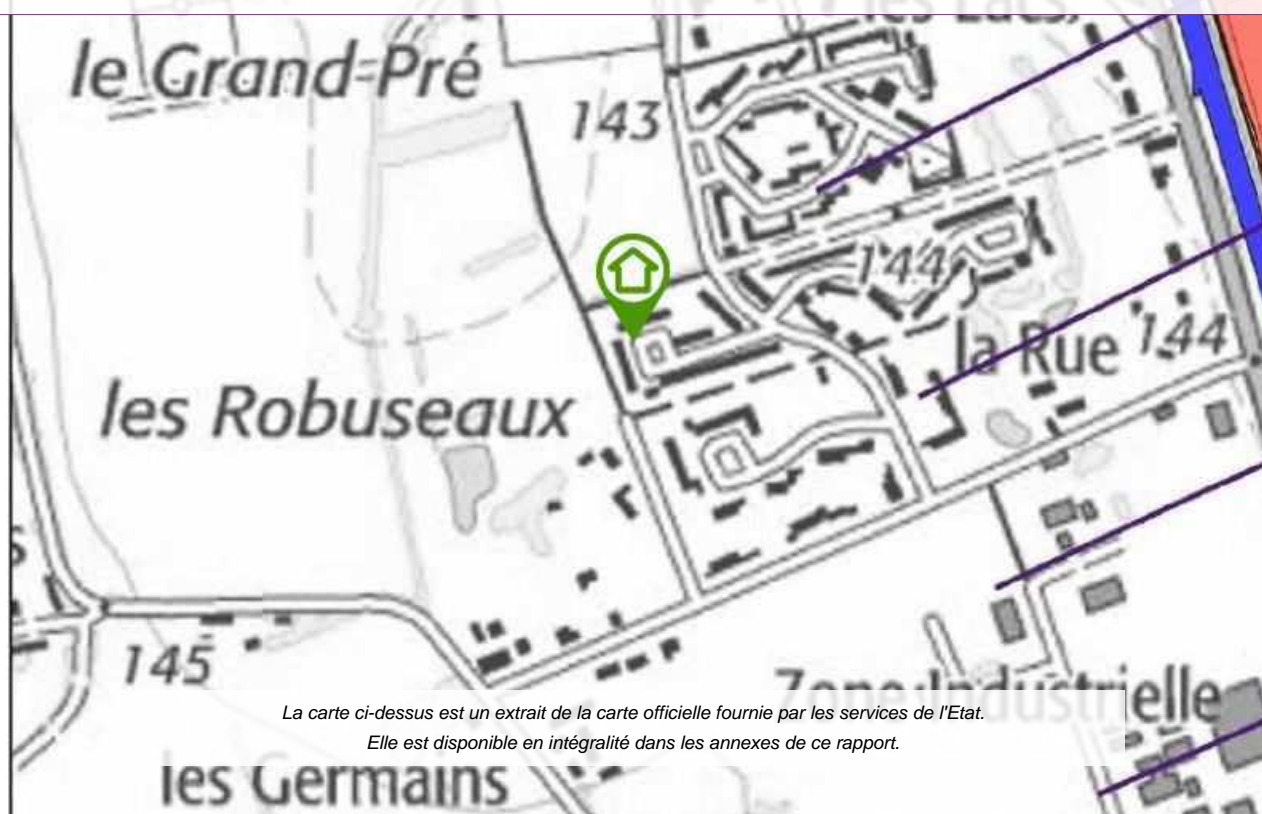 les Lacs,
le Grand-Pré
143
144
la Rue
144
les Robuseaux
145
Zone Industrielle
La carte ci-dessus est un extrait de la carte officielle fournie par les services de l'Etat.
Elle est disponible en intégralité dans les annexes de ce rapport.
les Germains